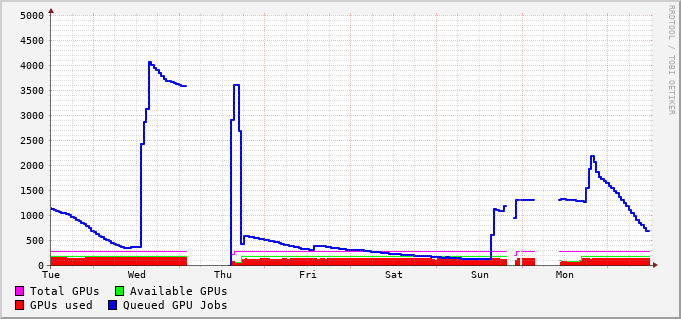 5000
4500
4000
3500
3000
2500
2000
1500
1000
500
0
Tue Wed Thu Fri Sat Sun Mon
Total GPUs Available GPUs
GPUs used Queued GPU Jobs
RRDTOOL / TOBI OETIKER